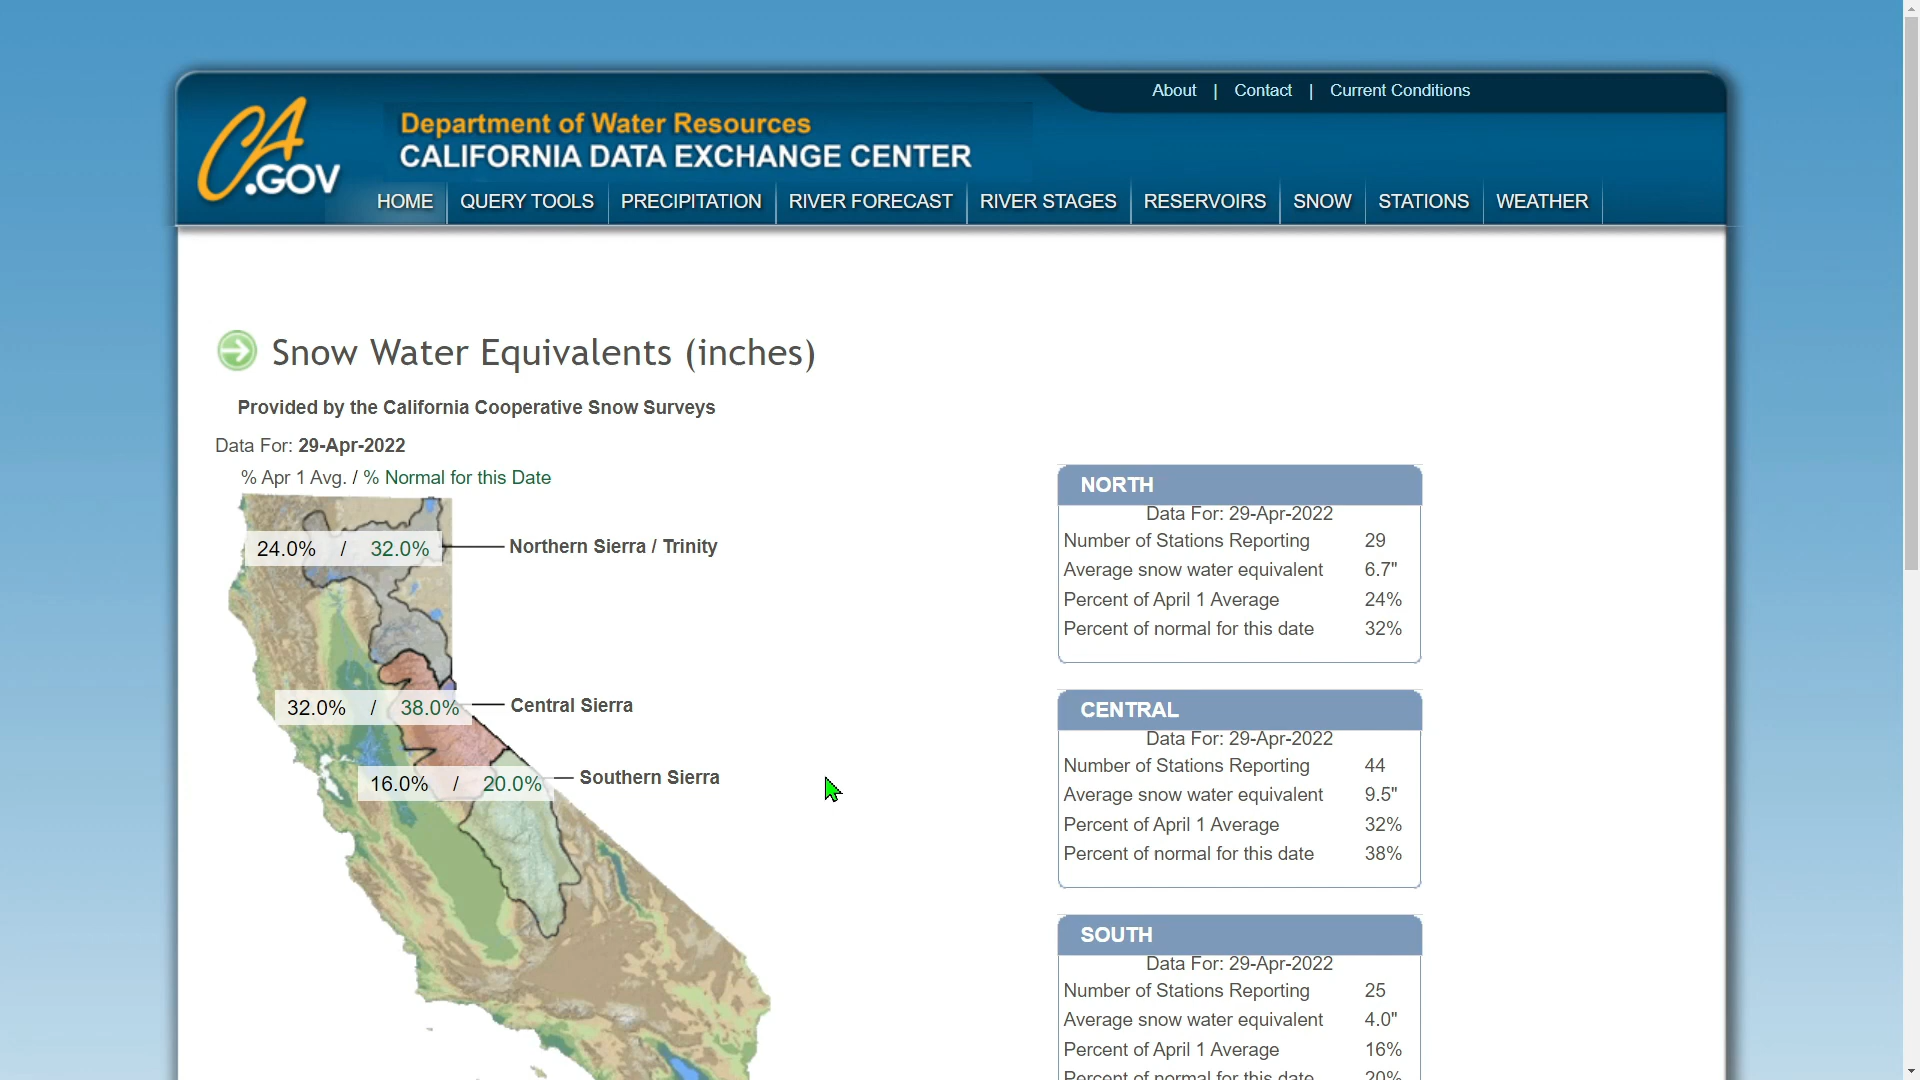 About | Contact | Current Conditions
CA.GOV
Department of Water Resources
CALIFORNIA DATA EXCHANGE CENTER
HOME QUERY TOOLS PRECIPITATION RIVER FORECAST RIVER STAGES RESERVOIRS SNOW STATIONS WEATHER
Snow Water Equivalents (inches)
Provided by the California Cooperative Snow Surveys
Data For: 29-Apr-2022
% Apr 1 Avg. / % Normal for this Date
24.0% / 32.0% Northern Sierra / Trinity
32.0% / 38.0% Central Sierra
16.0% / 20.0% Southern Sierra
NORTH
Data For: 29-Apr-2022
Number of Stations Reporting 29
Average snow water equivalent 6.7"
Percent of April 1 Average 24%
Percent of normal for this date 32%
CENTRAL
Data For: 29-Apr-2022
Number of Stations Reporting 44
Average snow water equivalent 9.5"
Percent of April 1 Average 32%
Percent of normal for this date 38%
SOUTH
Data For: 29-Apr-2022
Number of Stations Reporting 25
Average snow water equivalent 4.0"
Percent of April 1 Average 16%
Percent of normal for this date 20%